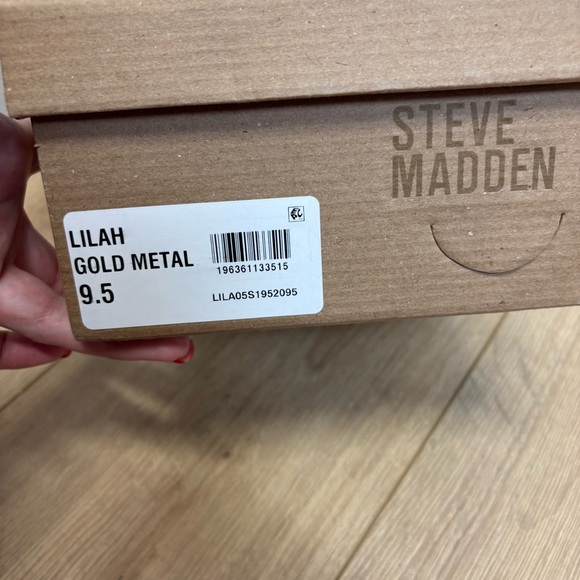 STEVE
MADDEN
LILAH
GOLD METAL
9.5
196361133515
LILA05S1952095